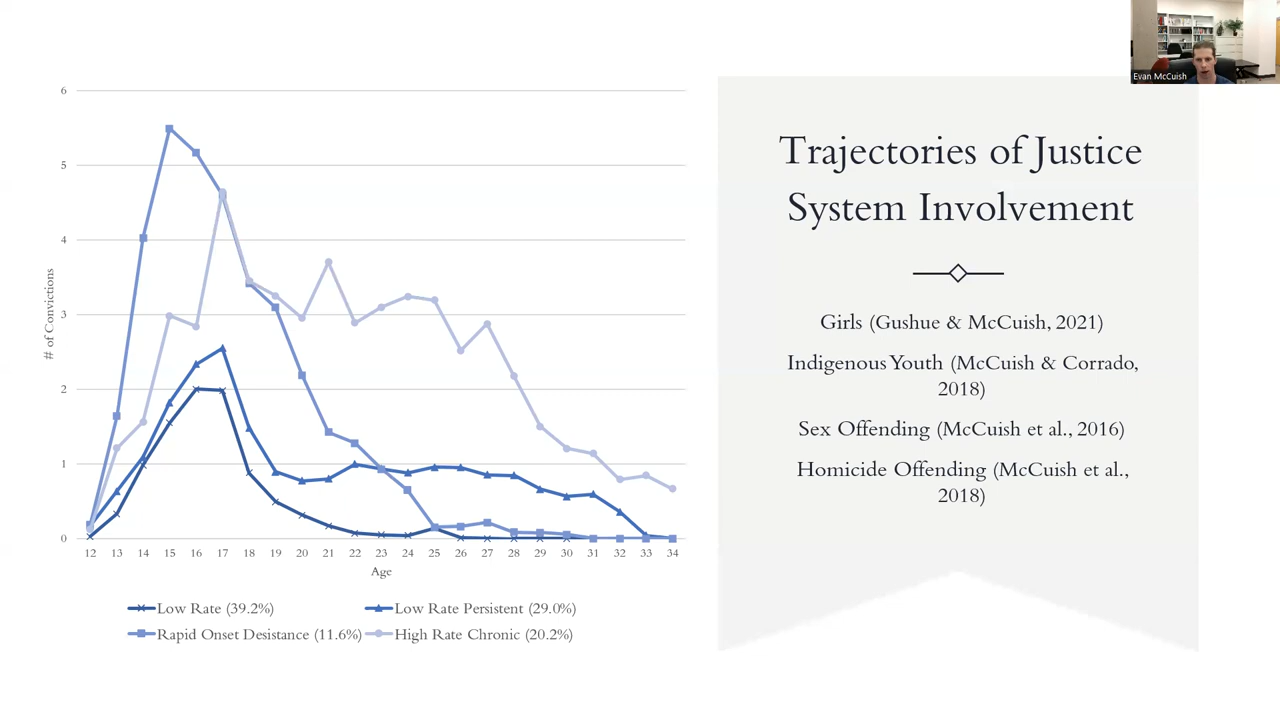 Evan McCuish
6
5
4
3
2
1
0
# of Convictions
12 13 14 15 16 17 18 19 20 21 22 23 24 25 26 27 28 29 30 31 32 33 34
Age
Low Rate (39.2%)
Low Rate Persistent (29.0%)
Rapid Onset Desistance (11.6%)
High Rate Chronic (20.2%)
Trajectories of Justice
System Involvement
Girls (Gushue & McCuish, 2021)
Indigenous Youth (McCuish & Corrado,
2018)
Sex Offending (McCuish et al., 2016)
Homicide Offending (McCuish et al.,
2018)